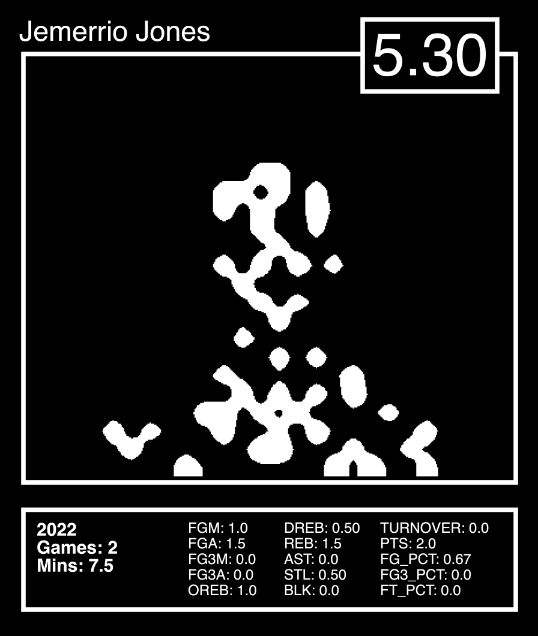 Jemerrio Jones
5.30
2022
Games: 2
Mins: 7.5
FGM: 1.0
FGA: 1.5
FG3M: 0.0
FG3A: 0.0
OREB: 1.0
DREB: 0.50
REB: 1.5
AST: 0.0
STL: 0.50
BLK: 0.0
TURNOVER: 0.0
PTS: 2.0
FG_PCT: 0.67
FG3_PCT: 0.0
FT_PCT: 0.0